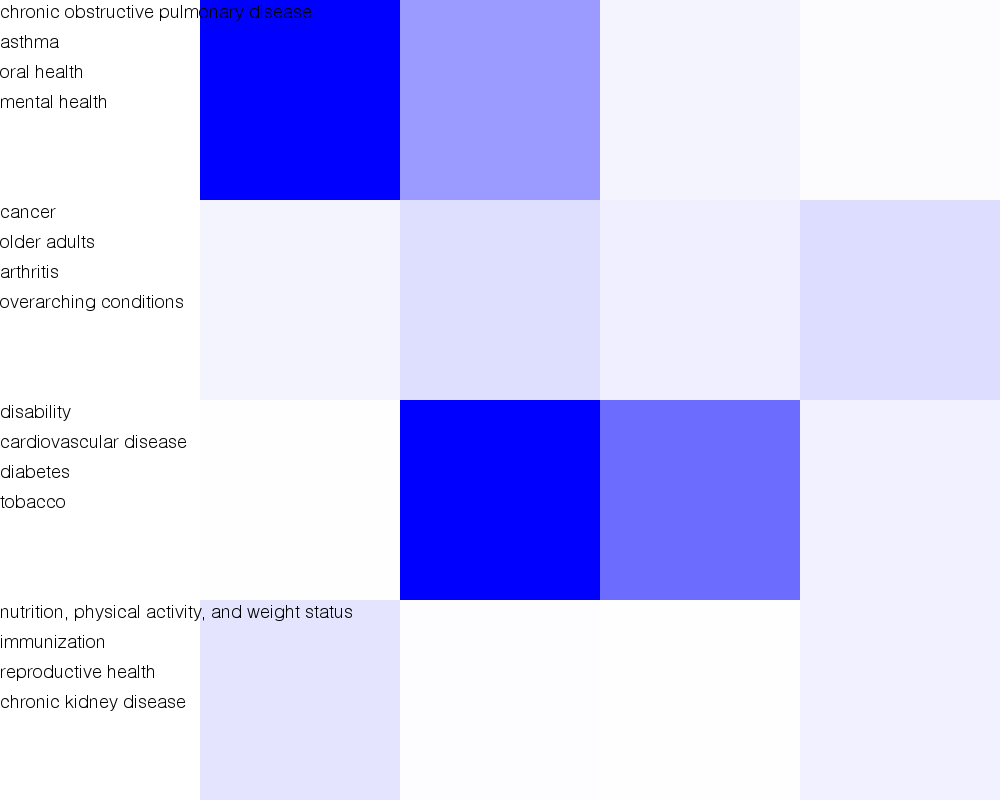 chronic obstructive pulmonary disease
asthma
oral health
mental health
cancer
older adults
arthritis
overarching conditions
disability
cardiovascular disease
diabetes
tobacco
nutrition, physical activity, and weight status
immunization
reproductive health
chronic kidney disease